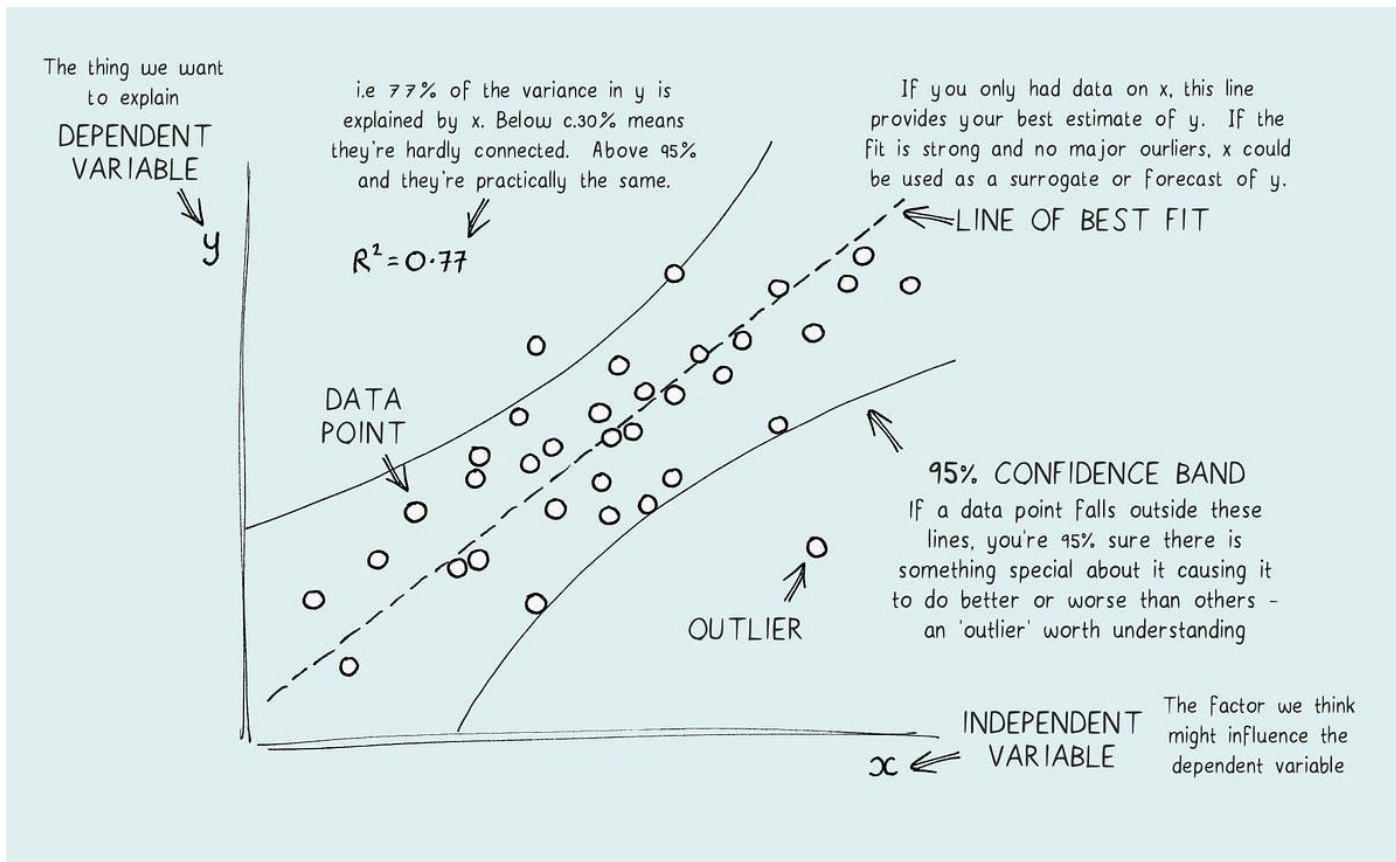 The thing we want
to explain
DEPENDENT
VARIABLE
y
i.e 77% of the variance in y is
explained by x. Below c.30% means
they're hardly connected. Above 95%
and they're practically the same.
R²=0.77
If you only had data on x, this line
provides your best estimate of y. If the
fit is strong and no major ourliers, x could
be used as a surrogate or forecast of y.
LINE OF BEST FIT
DATA
POINT
95% CONFIDENCE BAND
If a data point falls outside these
lines, you're 95% sure there is
something special about it causing it
to do better or worse than others -
an 'outlier' worth understanding
OUTLIER
INDEPENDENT
VARIABLE
x
The factor we think
might influence the
dependent variable